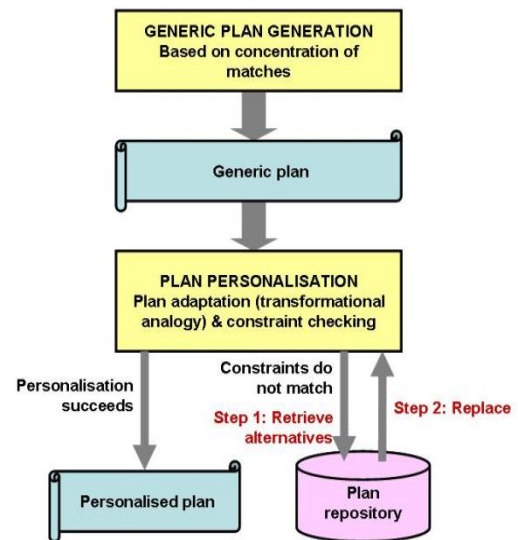 GENERIC PLAN GENERATION
Based on concentration of
matches
Generic plan
PLAN PERSONALISATION
Plan adaptation (transformational
analogy) & constraint checking
Personalisation
succeeds
Constraints do
not match
Step 1: Retrieve
alternatives
Step 2: Replace
Personalised plan
Plan
repository